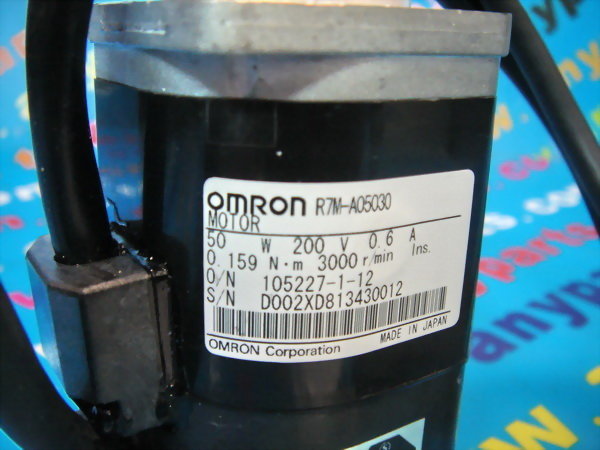 OMRON R7M-A05030
MOTOR
50 W 200 V 0.6 A
0.159 N·m 3000 r/min Ins.
O/N 105227-1-12
S/N D002XD813430012
OMRON Corporation MADE IN JAPAN